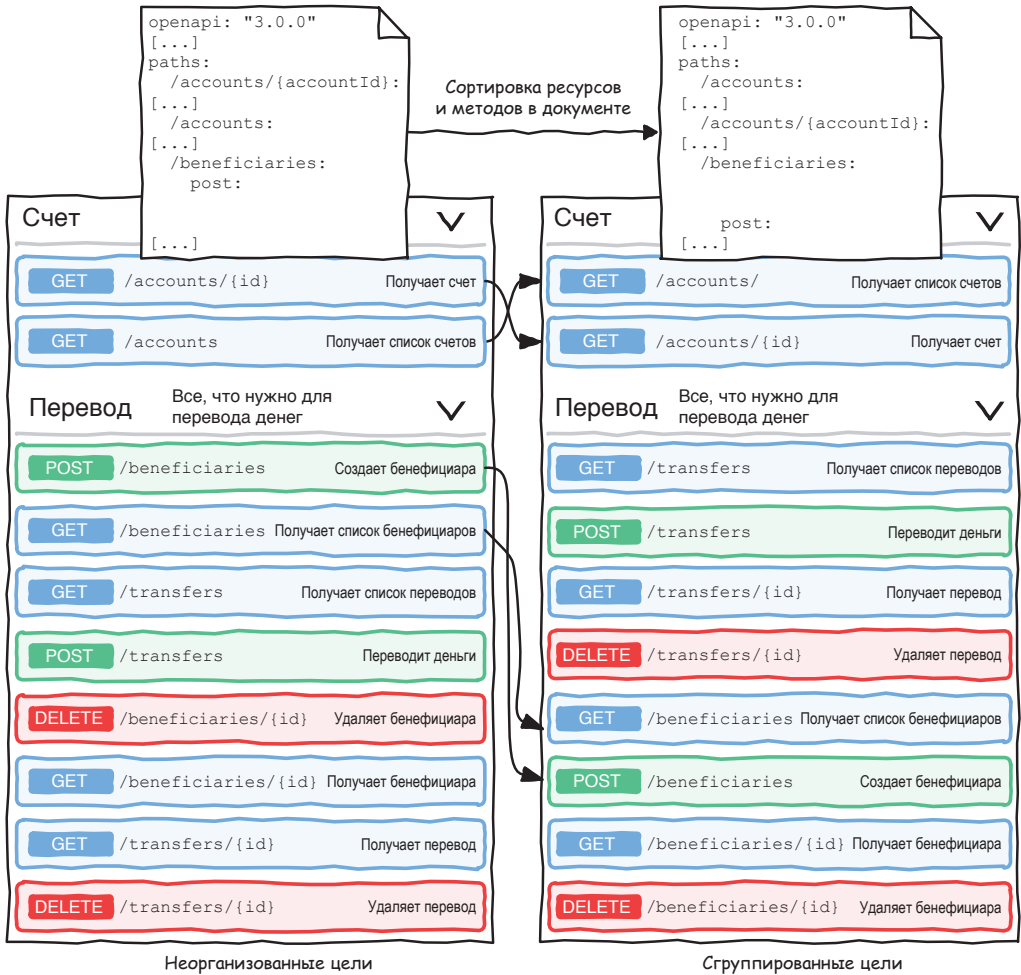 openapi: "3.0.0"
[...]
paths:
/accounts/{accountId}:
[...]
/accounts:
[...]
/beneficiaries:
post:
[...]
Сортировка ресурсов
и методов в документе
openapi: "3.0.0"
[...]
paths:
/accounts:
[...]
/accounts/{accountId}:
[...]
/beneficiaries:
post:
[...]
Счет
GET /accounts/{id} Получает счет
GET /accounts Получает список счетов
Перевод Все, что нужно для
перевода денег
POST /beneficiaries Создает бенефициара
GET /beneficiaries Получает список бенефициаров
GET /transfers Получает список переводов
POST /transfers Переводит деньги
DELETE /beneficiaries/{id} Удаляет бенефициара
GET /beneficiaries/{id} Получает бенефициара
GET /transfers/{id} Получает перевод
DELETE /transfers/{id} Удаляет перевод
Неорганизованные цели
Счет
GET /accounts/ Получает список счетов
GET /accounts/{id} Получает счет
Перевод Все, что нужно для
перевода денег
GET /transfers Получает список переводов
POST /transfers Переводит деньги
GET /transfers/{id} Получает перевод
DELETE /transfers/{id} Удаляет перевод
GET /beneficiaries Получает список бенефициаров
POST /beneficiaries Создает бенефициара
GET /beneficiaries/{id} Получает бенефициара
DELETE /beneficiaries/{id} Удаляет бенефициара
Сгруппированные цели